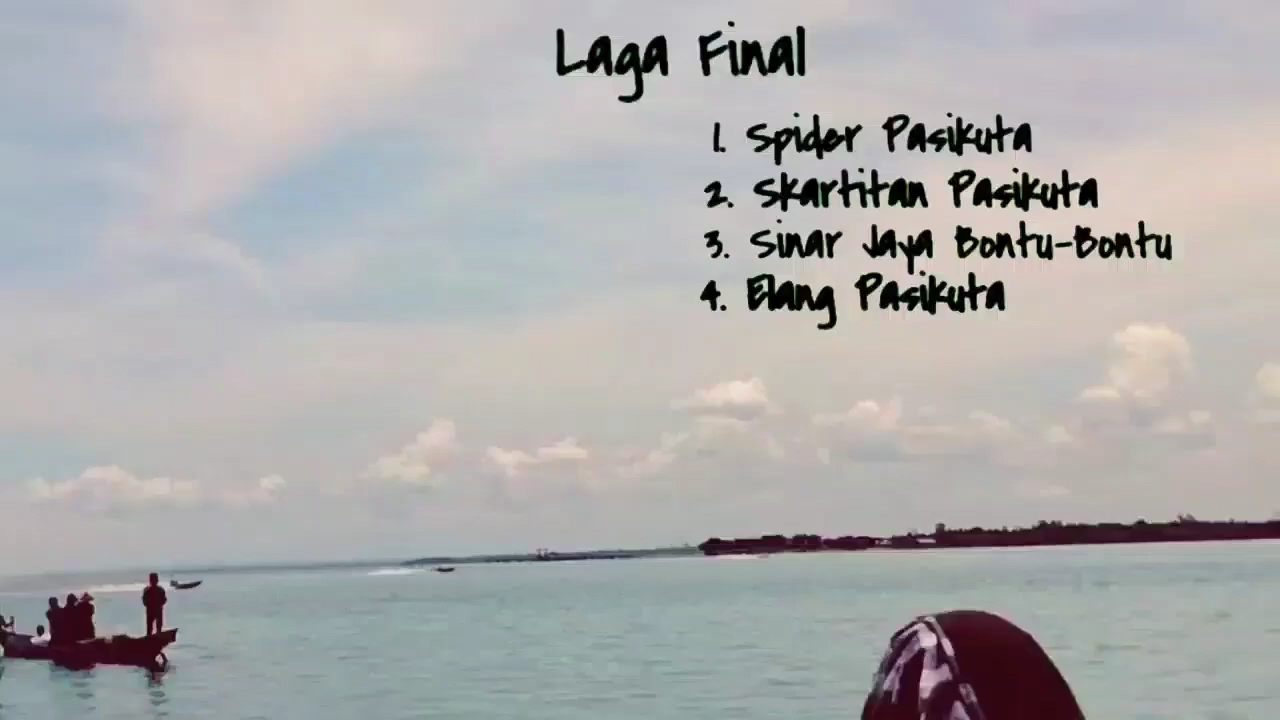 Laga Final
1. Spider Pasikuta
2. Skartitan Pasikuta
3. Sinar Jaya Bontu-Bontu
4. Elang Pasikuta